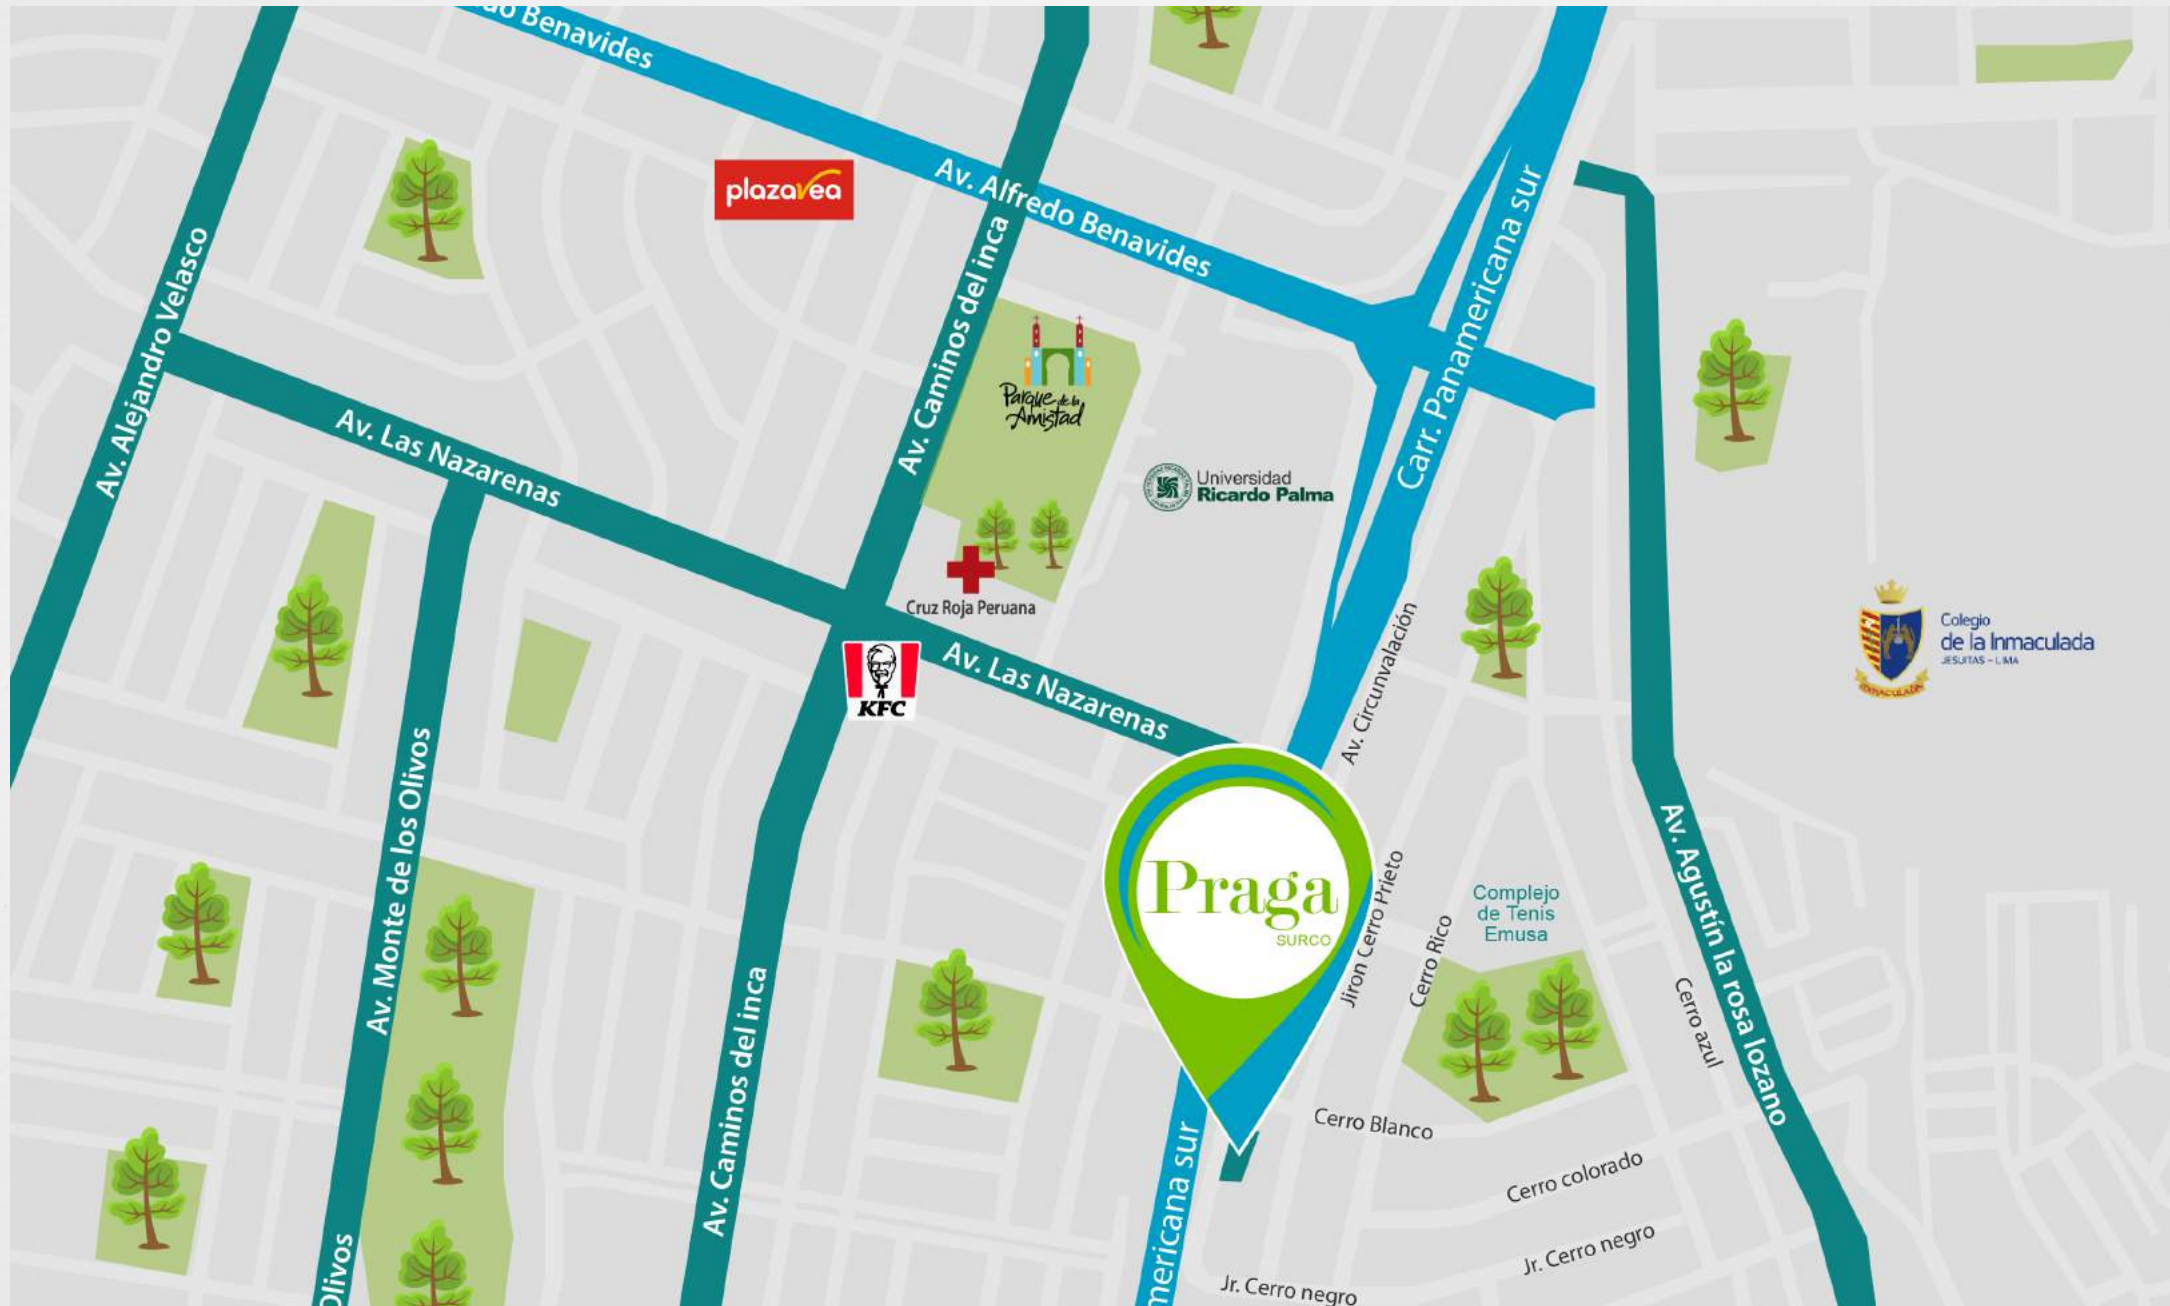 do Benavides
Av. Alfredo Benavides
plazavea
Av. Alejandro Velasco
Av. Caminos del inca
Carr. Panamericana sur
Parque de la
Amistad
Av. Las Nazarenas
Universidad
Ricardo Palma
Cruz Roja Peruana
KFC
Av. Las Nazarenas
Av. Circunvalación
Colegio
de la Inmaculada
JESUITAS - LIMA
INMACULADA
Av. Monte de los Olivos
Praga
SURCO
Jiron Cerro Prieto
Cerro Rico
Complejo
de Tenis
Emusa
Av. Agustín la rosa lozano
Cerro azul
Av. Caminos del inca
Cerro Blanco
Cerro colorado
Jr. Cerro negro
Jr. Cerro negro
mericana sur
Olivos